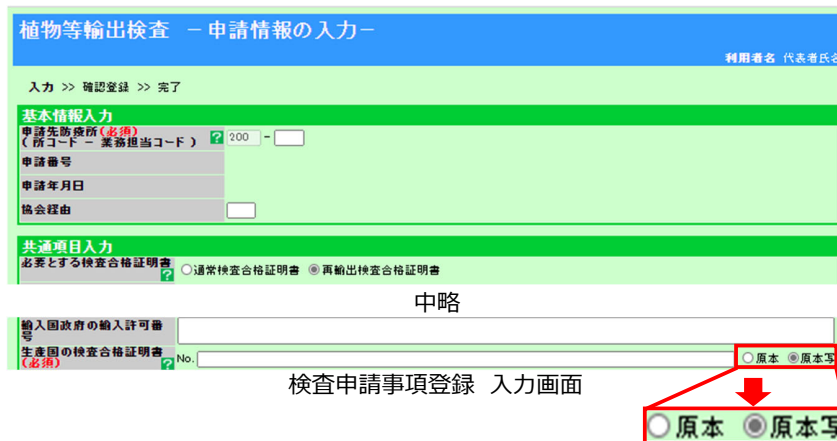 植物等輸出検査 －申請情報の入力－
利用者名 代表者氏名
入力 >> 確認登録 >> 完了
基本情報入力
申請先防疫所(必須)
(所コード － 業務担当コード) ? 200 -
申請番号
申請年月日
協会経由
共通項目入力
必要とする検査合格証明書 ? ○通常検査合格証明書 ◉再輸出検査合格証明書
中略
輸入国政府の輸入許可番号
生産国の検査合格証明書(必須) ? No. ○原本 ◉原本写
検査申請事項登録 入力画面
○原本 ◉原本写